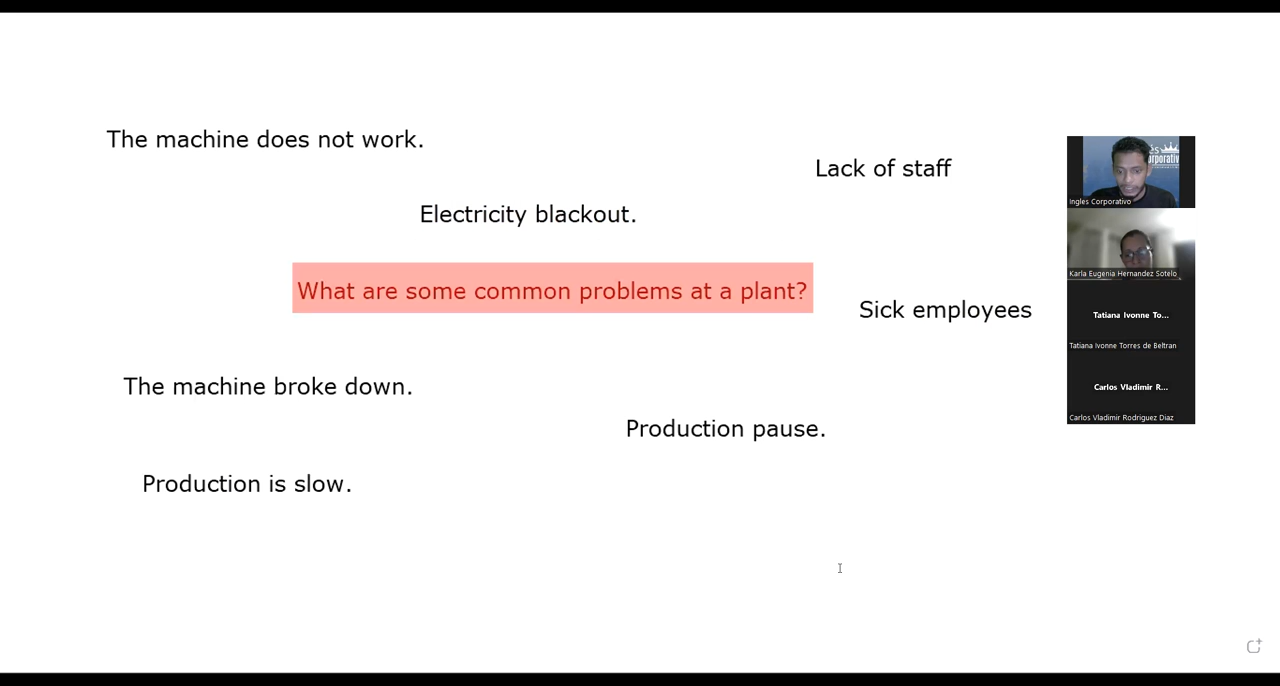 The machine does not work.
Lack of staff
Electricity blackout.
What are some common problems at a plant?
Sick employees
The machine broke down.
Production pause.
Production is slow.
Ingles Corporativo
Karla Eugenia Hernandez Sotelo
Tatiana Ivonne To...
Tatiana Ivonne Torres de Beltran
Carlos Vladimir R...
Carlos Vladimir Rodriguez Diaz